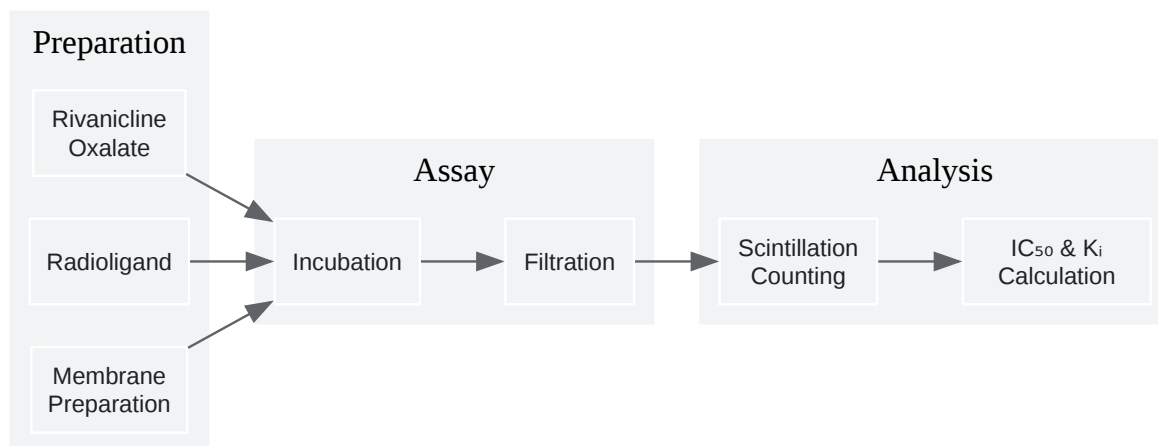 Preparation
Rivanicline
Oxalate
Radioligand
Membrane
Preparation
Assay
Incubation
Filtration
Analysis
Scintillation
Counting
IC₅₀ & Kᵢ
Calculation